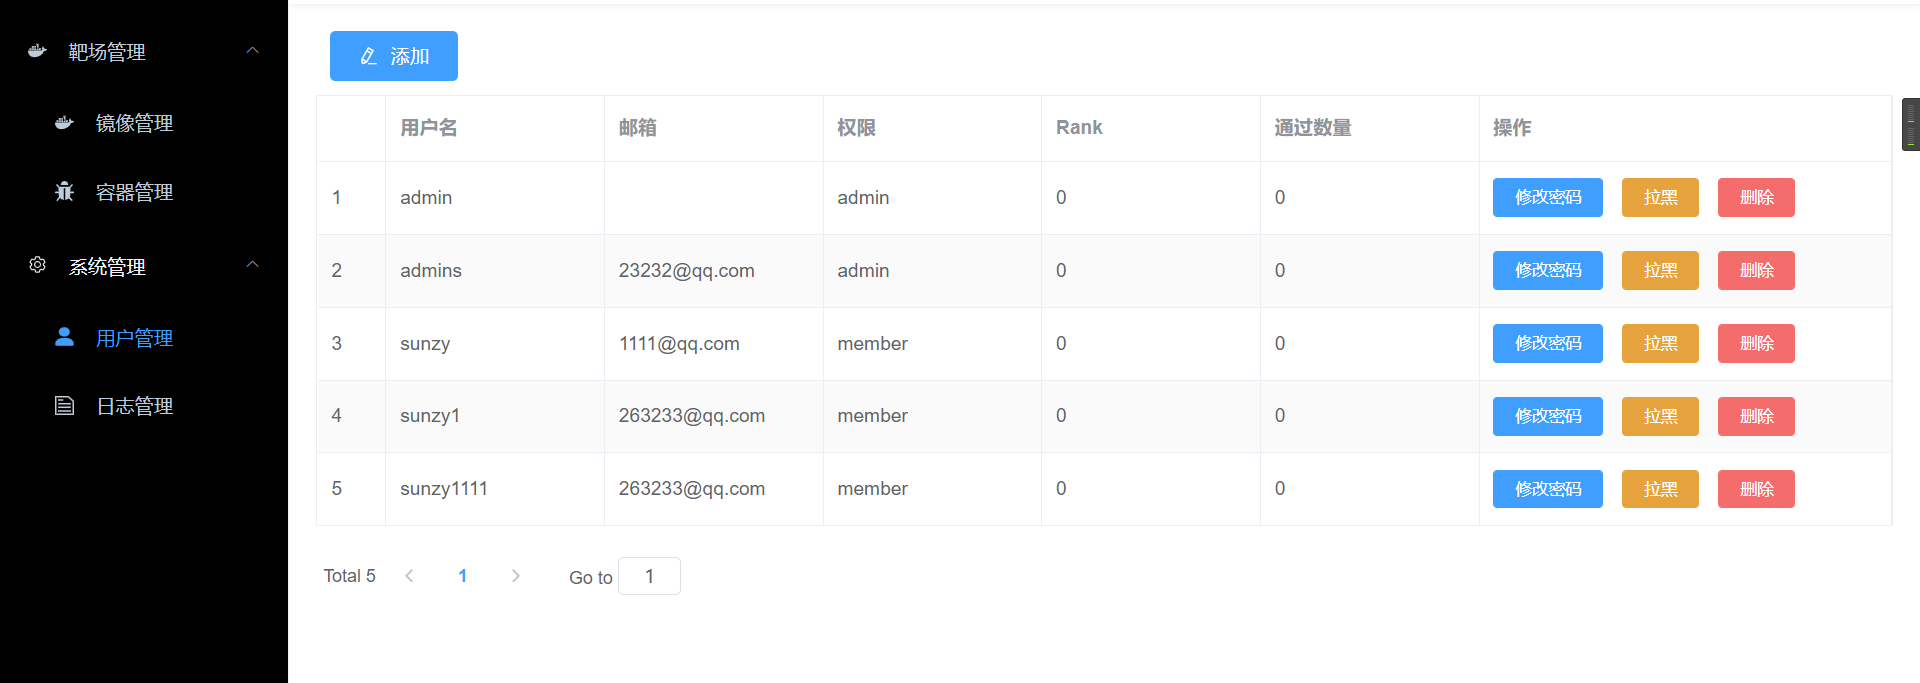 靶场管理
镜像管理
容器管理
系统管理
用户管理
日志管理
添加
用户名 邮箱 权限 Rank 通过数量 操作
1 admin admin 0 0 修改密码 拉黑 删除
2 admins 23232@qq.com admin 0 0 修改密码 拉黑 删除
3 sunzy 1111@qq.com member 0 0 修改密码 拉黑 删除
4 sunzy1 263233@qq.com member 0 0 修改密码 拉黑 删除
5 sunzy1111 263233@qq.com member 0 0 修改密码 拉黑 删除
Total 5 1 Go to 1